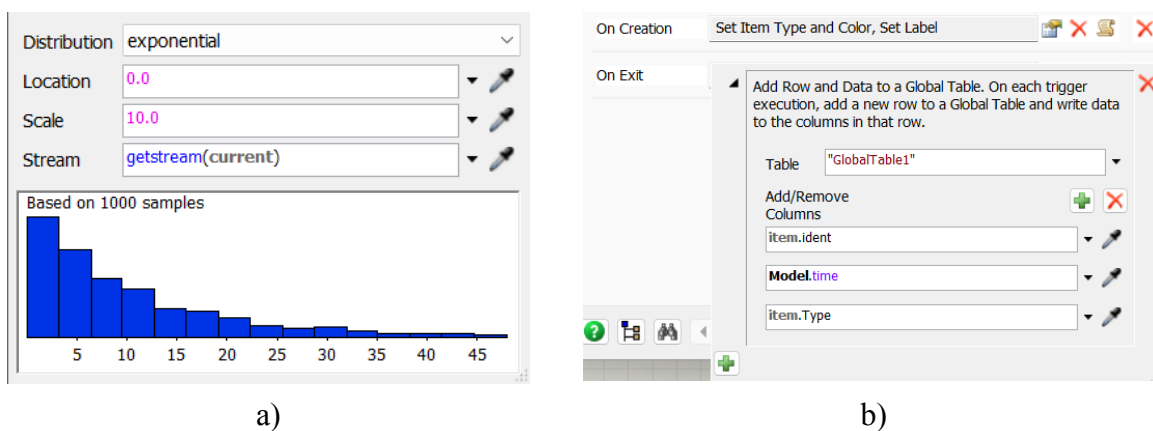 Distribution exponential
Location 0.0
Scale 10.0
Stream getstream(current)
Based on 1000 samples
5 10 15 20 25 30 35 40 45
a)
On Creation Set Item Type and Color, Set Label
On Exit
Add Row and Data to a Global Table. On each trigger
execution, add a new row to a Global Table and write data
to the columns in that row.
Table "GlobalTable1"
Add/Remove
Columns
item.ident
Model.time
item.Type
b)